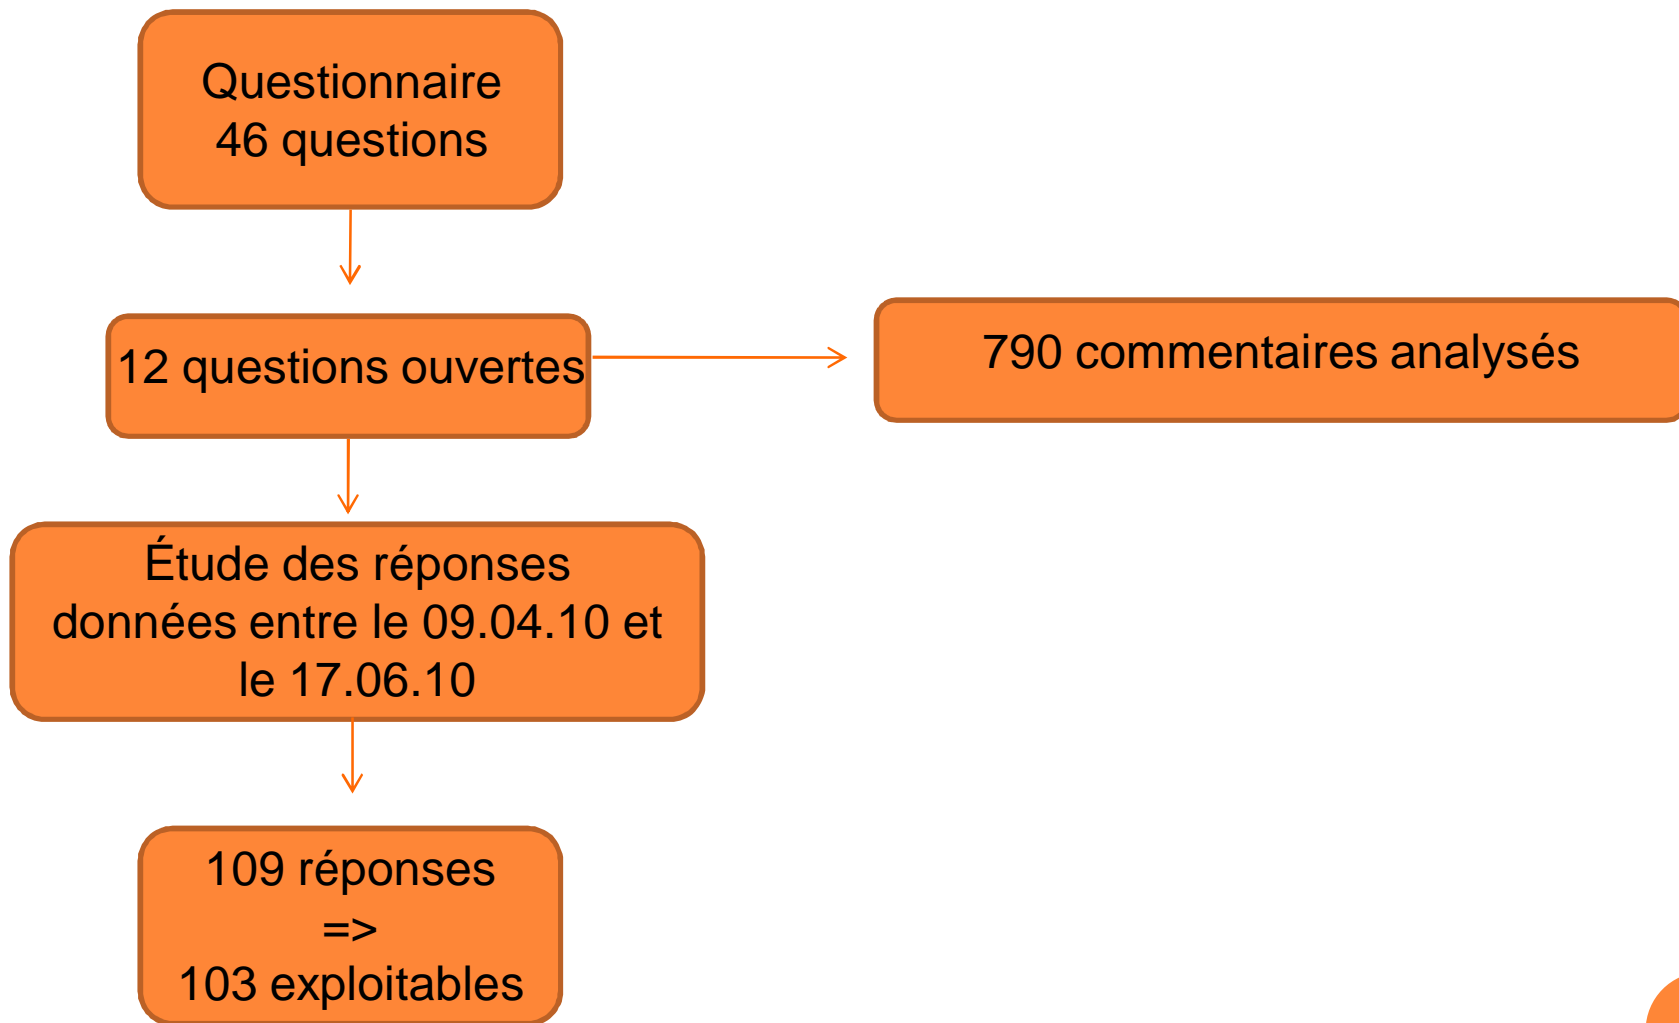 Questionnaire
46 questions
12 questions ouvertes
790 commentaires analysés
Étude des réponses
données entre le 09.04.10 et
le 17.06.10
109 réponses
=>
103 exploitables